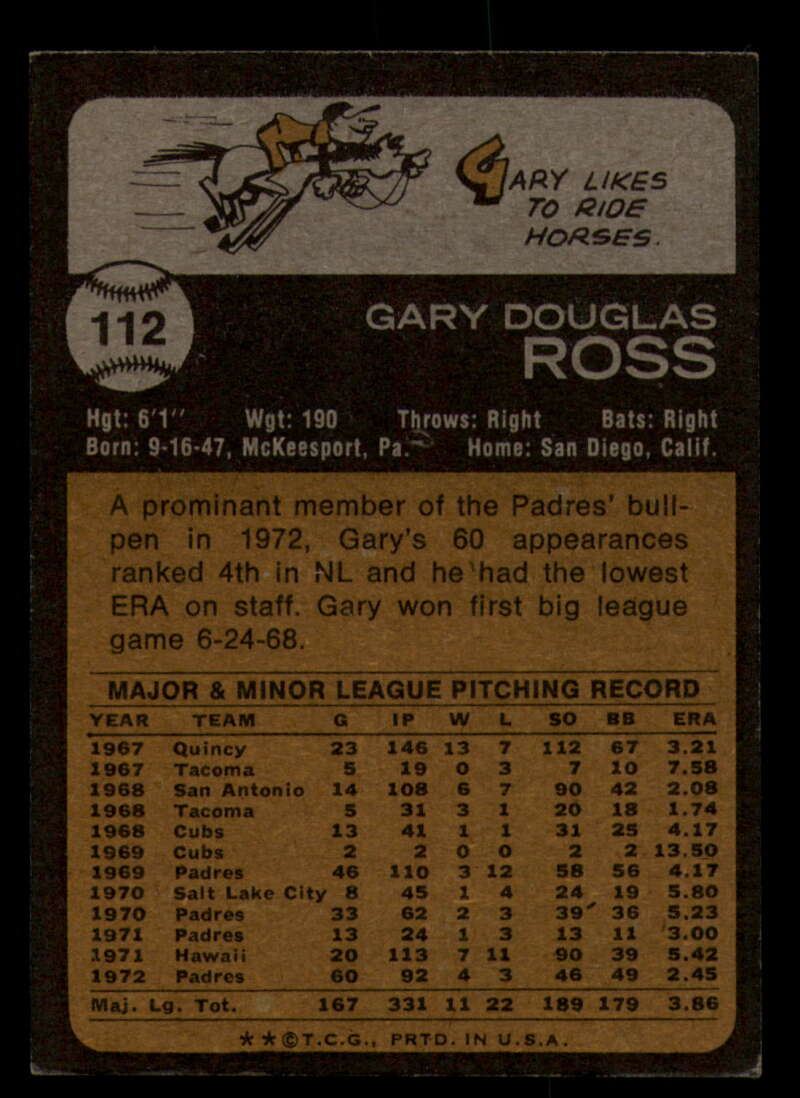 GARY LIKES
TO RIDE
HORSES.
112
GARY DOUGLAS
ROSS
Hgt: 6'1" Wgt: 190 Throws: Right Bats: Right
Born: 9-16-47, McKeesport, Pa. Home: San Diego, Calif.
A prominant member of the Padres' bull-
pen in 1972, Gary's 60 appearances
ranked 4th in NL and he had the lowest
ERA on staff. Gary won first big league
game 6-24-68.
MAJOR & MINOR LEAGUE PITCHING RECORD
YEAR TEAM G IP W L SO BB ERA
1967 Quincy 23 146 13 7 112 67 3.21
1967 Tacoma 5 19 0 3 7 10 7.58
1968 San Antonio 14 108 6 7 90 42 2.08
1968 Tacoma 5 31 3 1 20 18 1.74
1968 Cubs 13 41 1 1 31 25 4.17
1969 Cubs 2 2 0 0 2 2 13.50
1969 Padres 46 110 3 12 58 56 4.17
1970 Salt Lake City 8 45 1 4 24 19 5.80
1970 Padres 33 62 2 3 39 36 5.23
1971 Padres 13 24 1 3 13 11 3.00
1971 Hawaii 20 113 7 11 90 39 5.42
1972 Padres 60 92 4 3 46 49 2.45
Maj. Lg. Tot. 167 331 11 22 189 179 3.86
★★©T.C.G., PRTD. IN U.S.A.